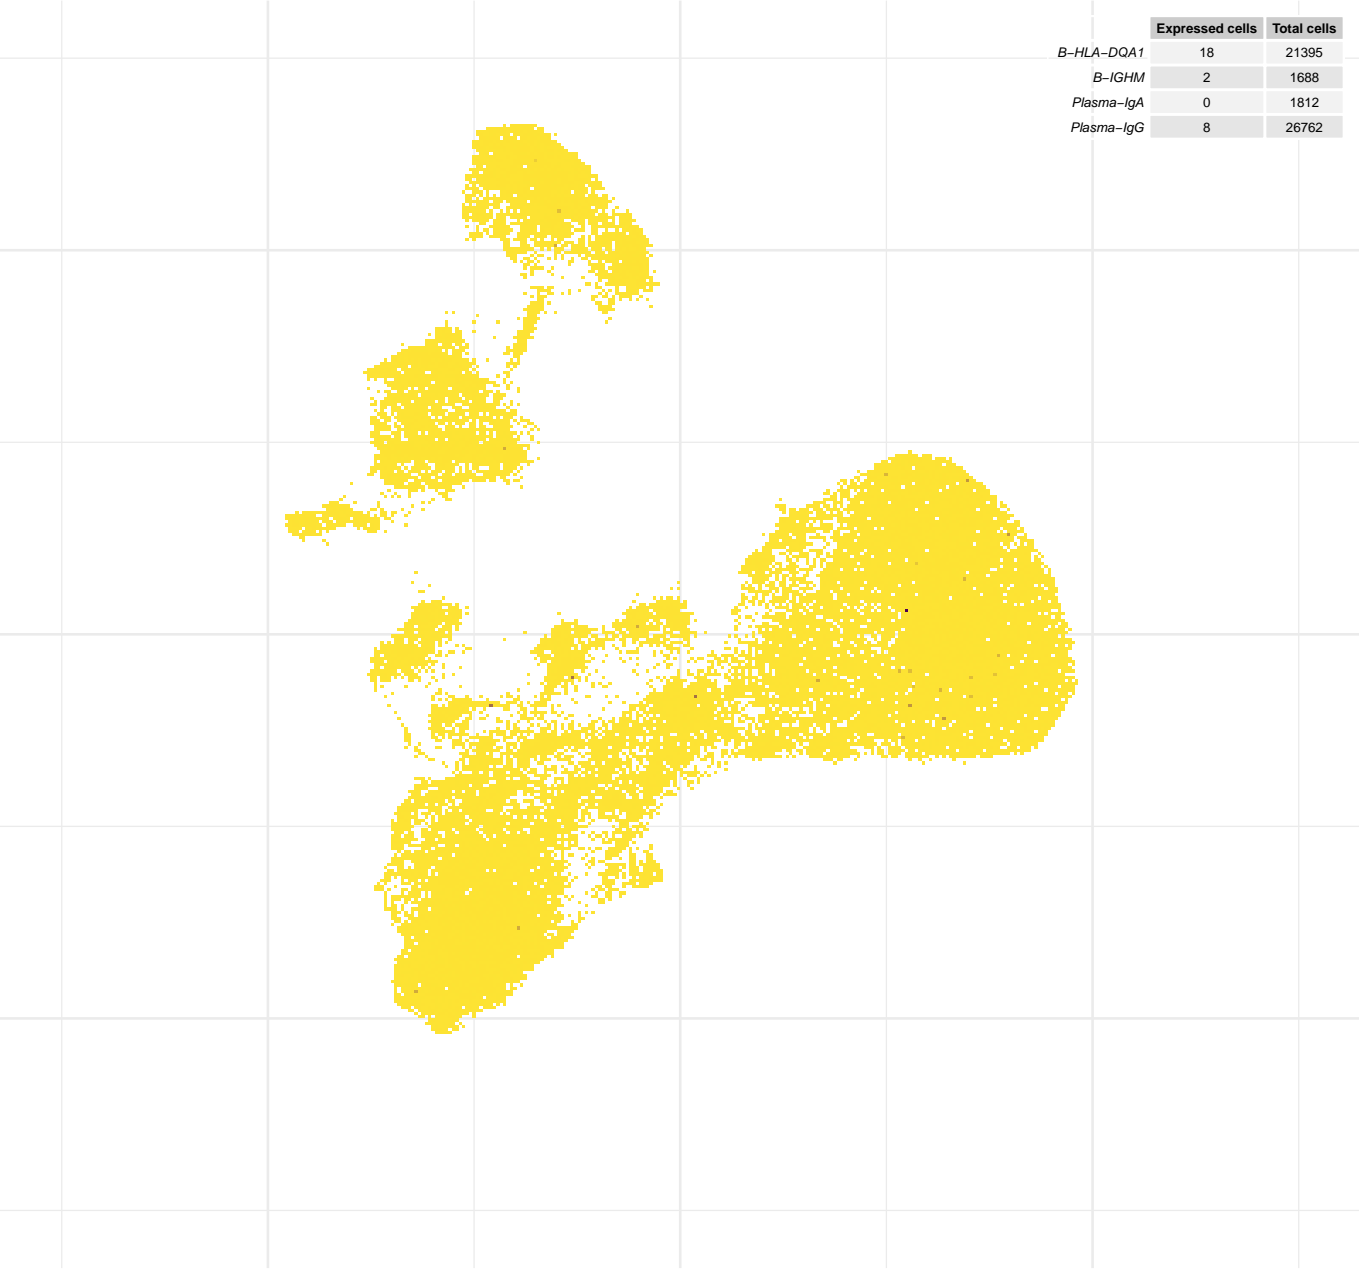 Expressed cells Total cells
B−HLA−DQA1 18 21395
B−IGHM 2 1688
Plasma−IgA 0 1812
Plasma−IgG 8 26762